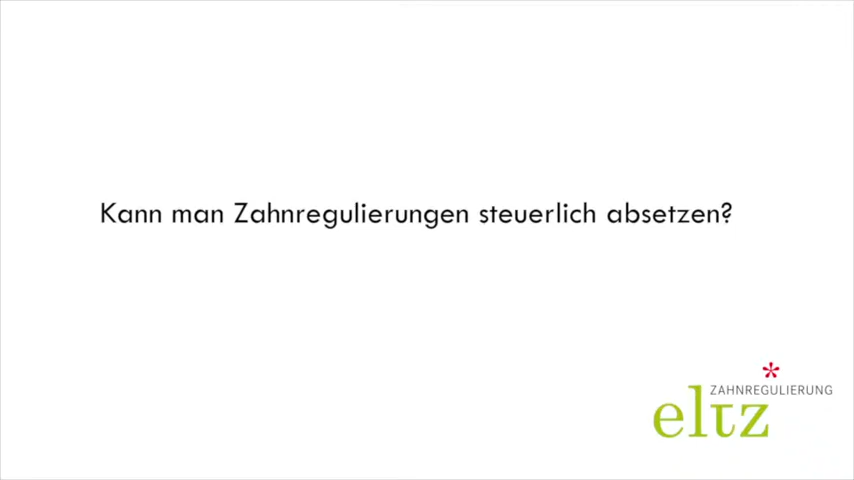 Kann man Zahnregulierungen steuerlich absetzen?
ZAHNREGULIERUNG
eltz